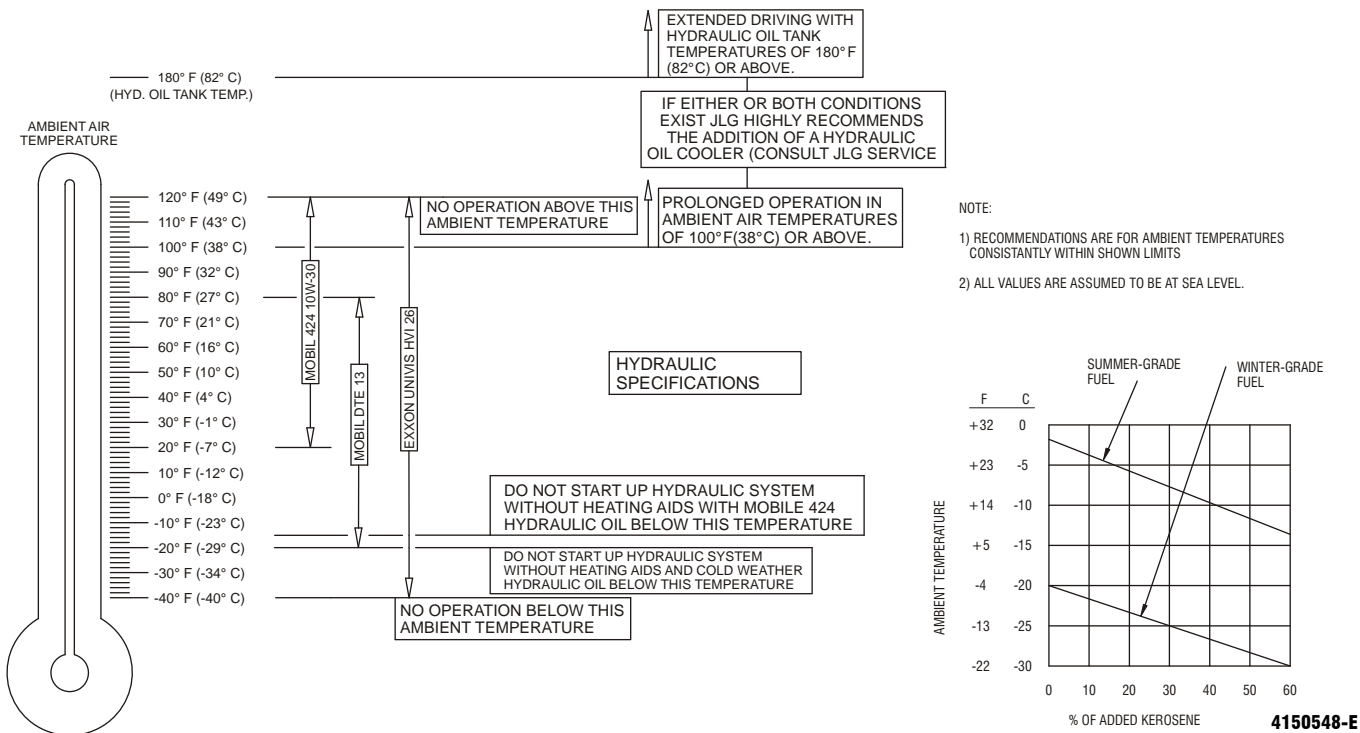 EXTENDED DRIVING WITH
HYDRAULIC OIL TANK
TEMPERATURES OF 180°F
(82°C) OR ABOVE.
180° F (82° C)
(HYD. OIL TANK TEMP.)
IF EITHER OR BOTH CONDITIONS
EXIST JLG HIGHLY RECOMMENDS
THE ADDITION OF A HYDRAULIC
OIL COOLER (CONSULT JLG SERVICE
AMBIENT AIR
TEMPERATURE
120° F (49° C)
110° F (43° C)
100° F (38° C)
90° F (32° C)
80° F (27° C)
70° F (21° C)
60° F (16° C)
50° F (10° C)
40° F (4° C)
30° F (-1° C)
20° F (-7° C)
10° F (-12° C)
0° F (-18° C)
-10° F (-23° C)
-20° F (-29° C)
-30° F (-34° C)
-40° F (-40° C)
MOBIL 424 10W-30
MOBIL DTE 13
EXXON UNIVIS HVI 26
NO OPERATION ABOVE THIS
AMBIENT TEMPERATURE
PROLONGED OPERATION IN
AMBIENT AIR TEMPERATURES
OF 100°F(38°C) OR ABOVE.
HYDRAULIC
SPECIFICATIONS
DO NOT START UP HYDRAULIC SYSTEM
WITHOUT HEATING AIDS WITH MOBILE 424
HYDRAULIC OIL BELOW THIS TEMPERATURE
DO NOT START UP HYDRAULIC SYSTEM
WITHOUT HEATING AIDS AND COLD WEATHER
HYDRAULIC OIL BELOW THIS TEMPERATURE
NO OPERATION BELOW THIS
AMBIENT TEMPERATURE
NOTE:
1) RECOMMENDATIONS ARE FOR AMBIENT TEMPERATURES
CONSISTANTLY WITHIN SHOWN LIMITS
2) ALL VALUES ARE ASSUMED TO BE AT SEA LEVEL.
SUMMER-GRADE
FUEL
WINTER-GRADE
FUEL
F C
+32 0
+23 -5
+14 -10
+5 -15
-4 -20
-13 -25
-22 -30
AMBIENT TEMPERATURE
0 10 20 30 40 50 60
% OF ADDED KEROSENE
4150548-E